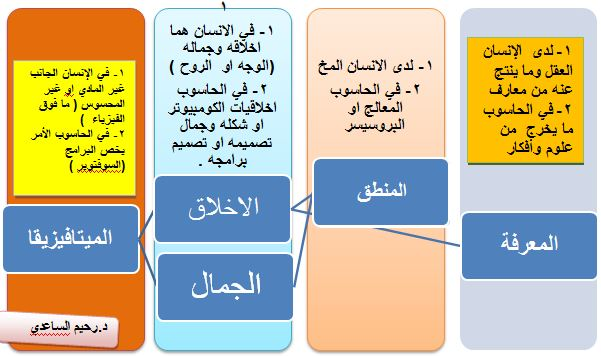 ١
١- لدى الإنسان
العقل وما ينتج
عنه من معارف
٢- في الحاسوب
ما يخرج من
علوم وأفكار
١- لدى الانسان المخ
٢- في الحاسوب
المعالج او
البروسيسر
١- في الانسان هما
اخلاقه وجماله
(الوجه او الروح )
٢- في الحاسوب
اخلاقيات الكومبيوتر
او شكله وجمال
تصميمه او تصميم
برامجه .
١- في الإنسان الجانب
غير المادي او غير
المحسوس ( ما فوق
الفيزياء )
٢- في الحاسوب الأمر
يخص البرامج
(السوفتوير )
المعرفة
المنطق
الاخلاق
الجمال
الميتافيزيقا
د.رحيم الساعدي